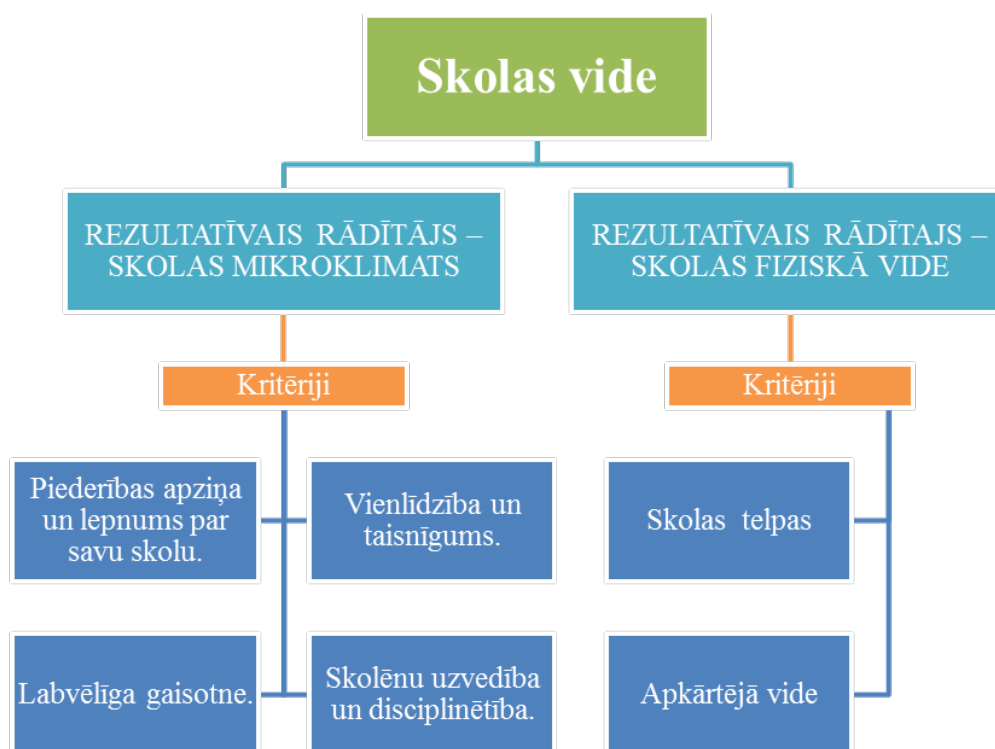 Skolas vide
REZULTATĪVAIS RĀDĪTĀJS –
SKOLAS MIKROKLIMATS
REZULTATĪVAIS RĀDĪTAJS –
SKOLAS FIZISKĀ VIDE
Kritēriji
Kritēriji
Piederības apziņa
un lepnums par
savu skolu.
Vienlīdzība un
taisnīgums.
Skolas telpas
Labvēlīga gaisotne.
Skolēnu uzvedība
un disciplinētība.
Apkārtējā vide